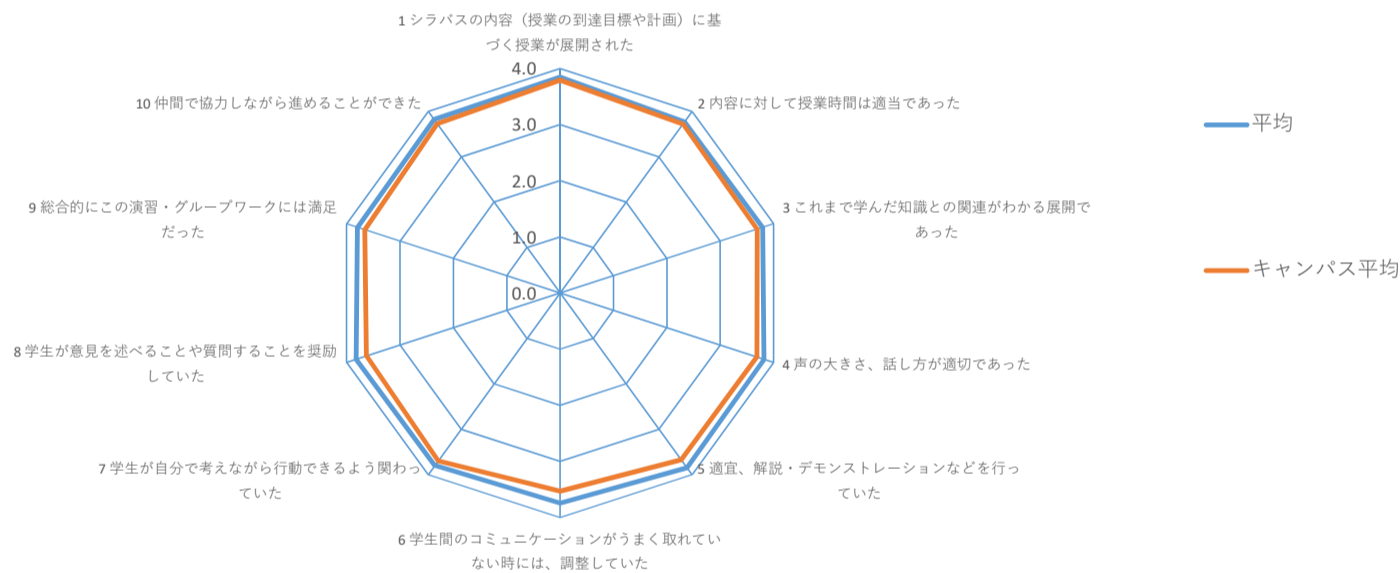 1 シラバスの内容（授業の到達目標や計画）に基
づく授業が展開された
4.0
10 仲間で協力しながら進めることができた
2 内容に対して授業時間は適当であった
平均
3.0
2.0
9 総合的にこの演習・グループワークには満足
だった
3 これまで学んだ知識との関連がわかる展開で
あった
1.0
キャンパス平均
0.0
8 学生が意見を述べることや質問することを奨励
していた
4 声の大きさ、話し方が適切であった
7 学生が自分で考えながら行動できるよう関わっ
ていた
5 適宜、解説・デモンストレーションなどを行っ
ていた
6 学生間のコミュニケーションがうまく取れてい
ない時には、調整していた